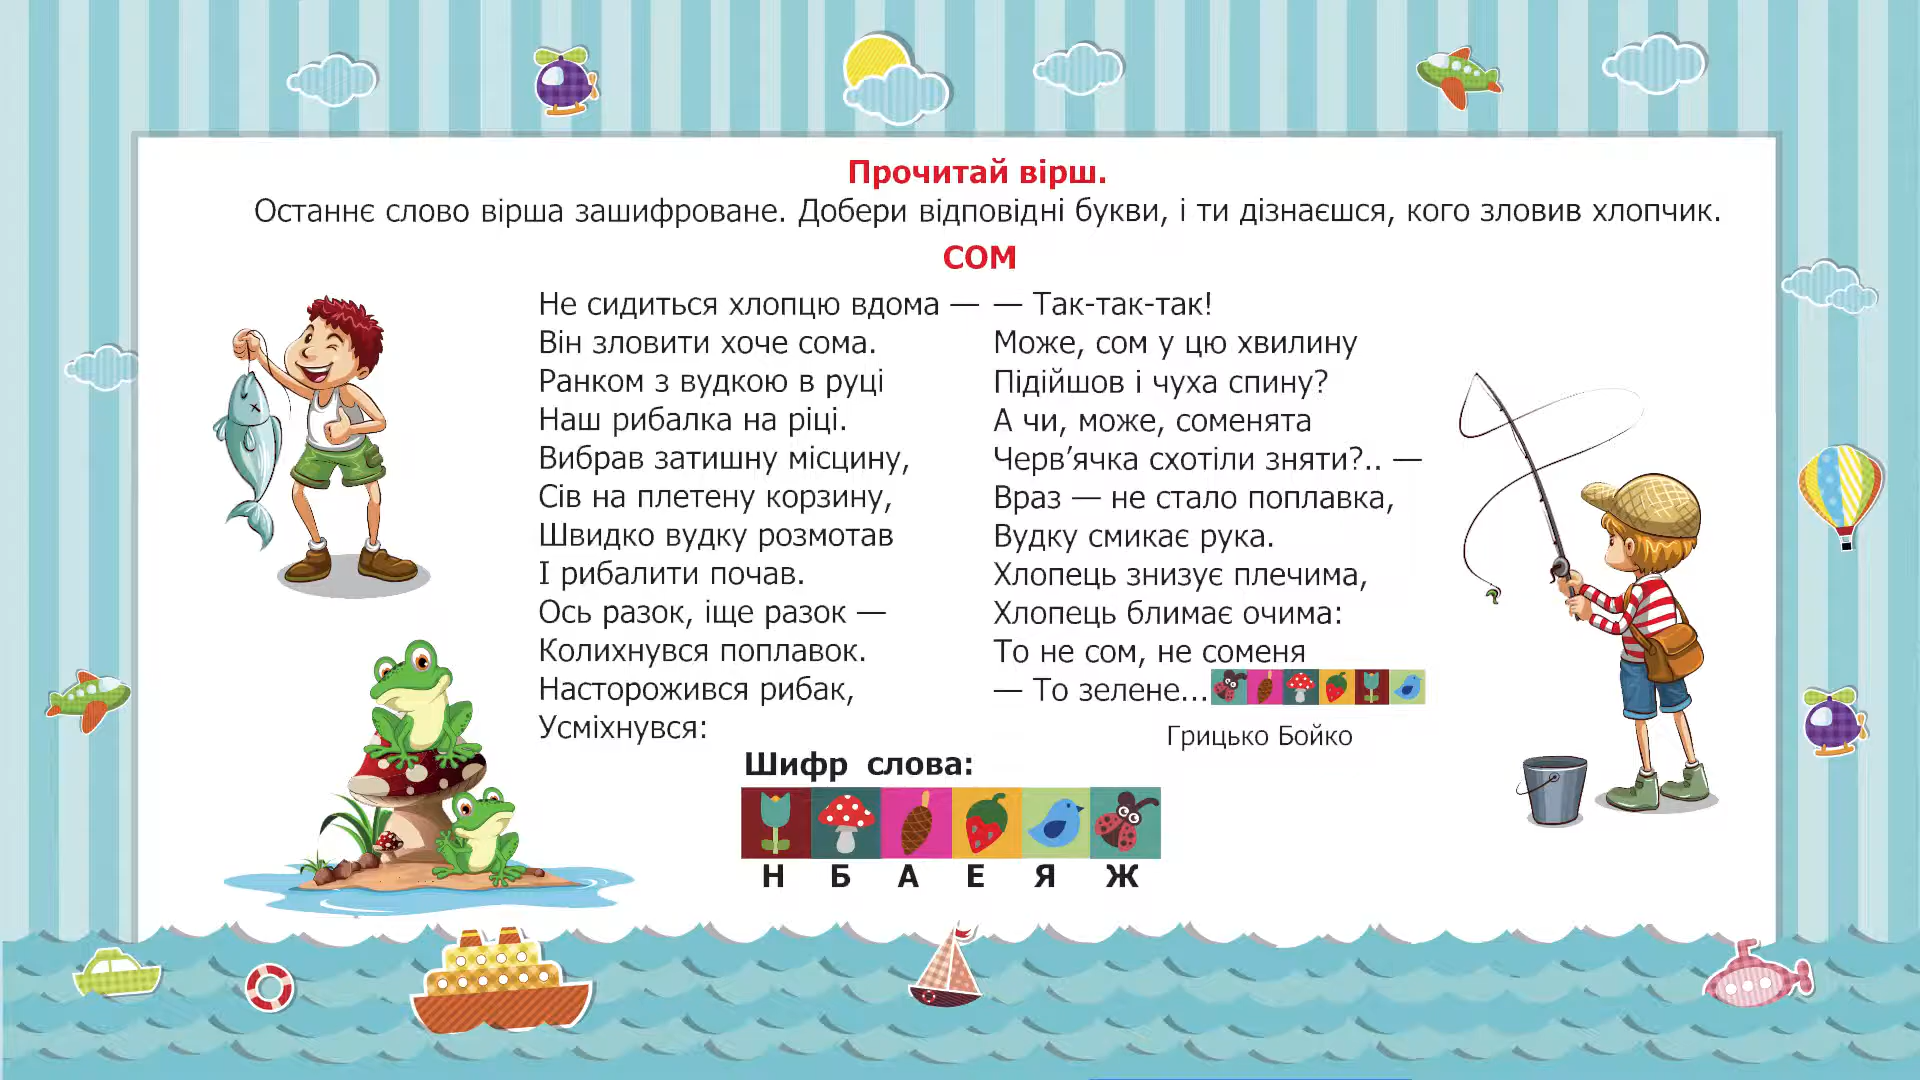 Прочитай вірш.
Останнє слово вірша зашифроване. Добери відповідні букви, і ти дізнаєшся, кого зловив хлопчик.
СОМ
Не сидиться хлопцю вдома —
Він зловити хоче сома.
Ранком з вудкою в руці
Наш рибалка на ріці.
Вибрав затишну місцину,
Сів на плетену корзину,
Швидко вудку розмотав
І рибалити почав.
Ось разок, іще разок —
Колихнувся поплавок.
Насторожився рибак,
Усміхнувся:
— Так-так-так!
Може, сом у цю хвилину
Підійшов і чуха спину?
А чи, може, соменята
Черв’ячка схотіли зняти?.. —
Враз — не стало поплавка,
Вудку смикає рука.
Хлопець знизує плечима,
Хлопець блимає очима:
То не сом, не соменя
— То зелене...
Грицько Бойко
Шифр слова:
Н Б А Е Я Ж